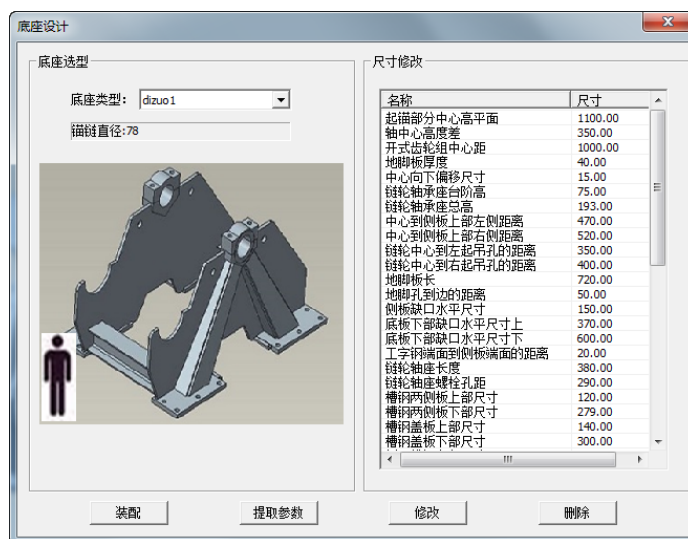 底座设计
底座选型
底座类型: dizuo1
锚链直径:78
尺寸修改
名称 尺寸
起锚部分中心高平面 1100.00
轴中心高度差 350.00
开式齿轮组中心距 1000.00
地脚板厚度 40.00
中心向下偏移尺寸 15.00
链轮轴承座台阶高 75.00
链轮轴承座总高 193.00
中心到侧板上部左侧距离 470.00
中心到侧板上部右侧距离 520.00
链轮中心到左起吊孔的距离 350.00
链轮中心到右起吊孔的距离 400.00
地脚板长 720.00
地脚孔到边的距离 50.00
侧板缺口水平尺寸 150.00
底板下部缺口水平尺寸上 370.00
底板下部缺口水平尺寸下 600.00
工字钢端面到侧板端面的距离 20.00
链轮轴座长度 380.00
链轮轴座螺栓孔距 290.00
槽钢两侧板上部尺寸 120.00
槽钢两侧板下部尺寸 279.00
槽钢盖板上部尺寸 140.00
槽钢盖板下部尺寸 300.00
装配 提取参数 修改 删除